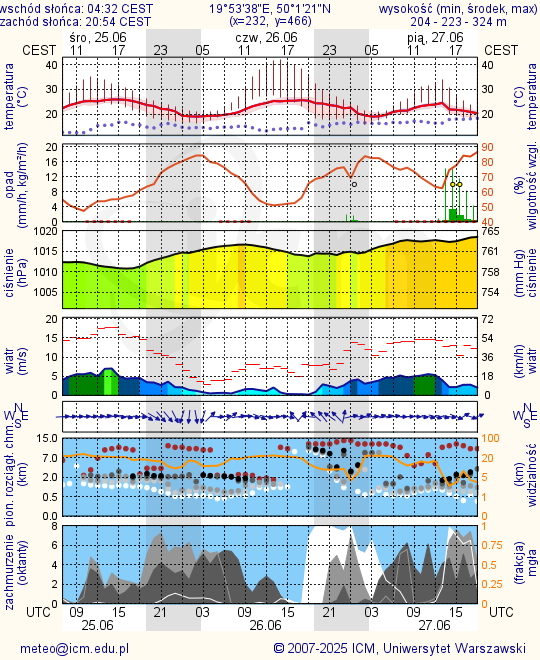 wschód słońca: 04:32 CEST 19°53'38"E, 50°1'21"N wysokość (min, środek, max)
zachód słońca: 20:54 CEST (x=232, y=466) 204 - 223 - 324 m
śro, 25.06 czw, 26.06 pią, 27.06
CEST 11 17 23 05 11 17 23 05 11 17 CEST
temperatura (°C)
40 30 20
40 30 20
temperatura (°C)
opad (mm/h, kg/m²/h)
20 16 12 8 4 0
90 80 70 60 50 40
(%) wilgotność wzgl.
ciśnienie (hPa)
1020 1015 1010 1005
765 761 758 754
(mm Hg) ciśnienie
wiatr (m/s)
20 15 10 5 0
72 54 36 18 0
(km/h) wiatr
N W E S
N W E S
pion. rozciągł. chm. (km)
15.0 7.0 2.0 0.5 0.0
100 20 5 1 0
(km) widzialność
zachmurzenie (oktanty)
8 6 4 2 0
1 0.75 0.5 0.25 0
(frakcja) mgła
UTC 09 15 21 03 09 15 21 03 09 15 UTC
25.06 26.06 27.06
meteo@icm.edu.pl © 2007-2025 ICM, Uniwersytet Warszawski